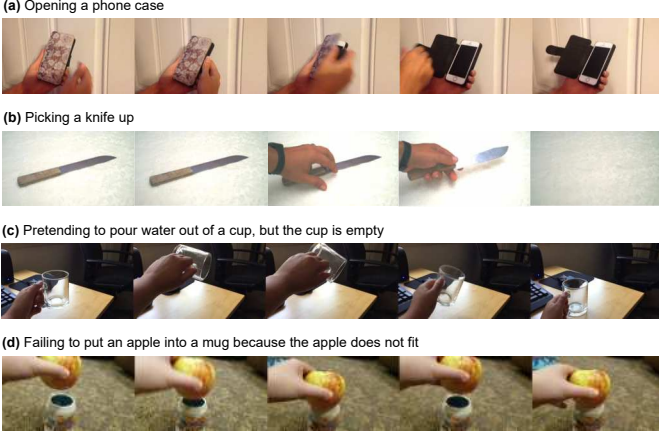 (a) Opening a phone case
(b) Picking a knife up
(c) Pretending to pour water out of a cup, but the cup is empty
(d) Failing to put an apple into a mug because the apple does not fit